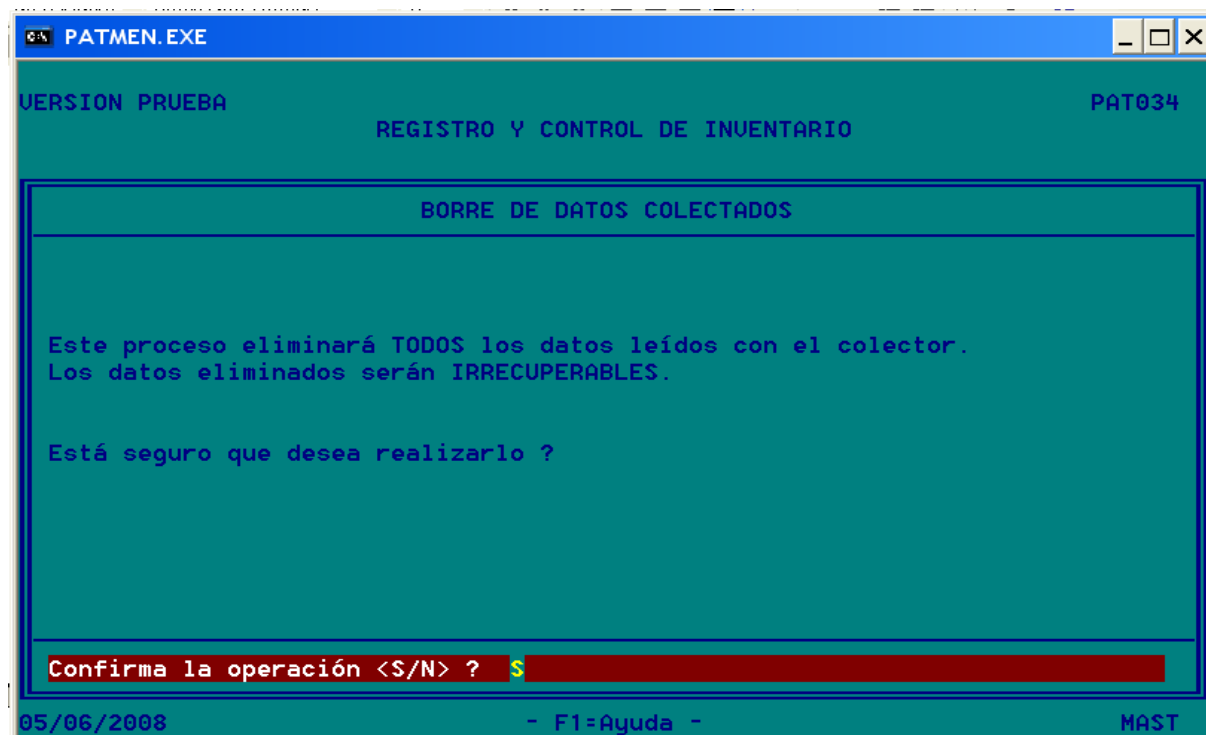 PATMEN.EXE
VERSION PRUEBA PAT034
REGISTRO Y CONTROL DE INVENTARIO
BORRE DE DATOS COLECTADOS
Este proceso eliminará TODOS los datos leídos con el colector.
Los datos eliminados serán IRRECUPERABLES.
Está seguro que desea realizarlo ?
Confirma la operación <S/N> ? S
05/06/2008 - F1=Ayuda - MAST